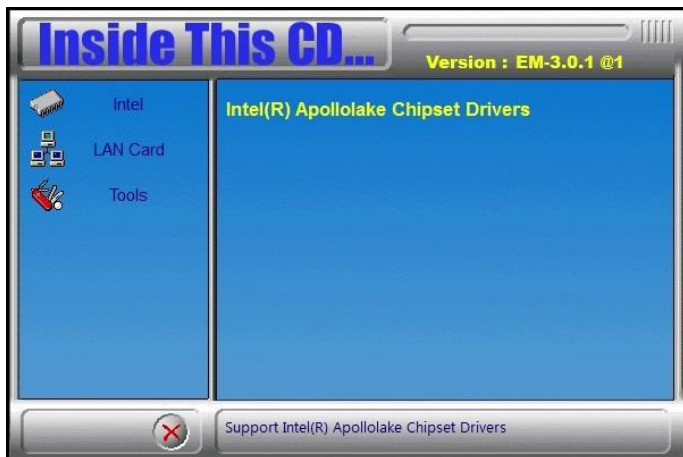 Inside This CD...
Version : EM-3.0.1 @1
Intel
LAN Card
Tools
Intel(R) Apollolake Chipset Drivers
Support Intel(R) Apollolake Chipset Drivers